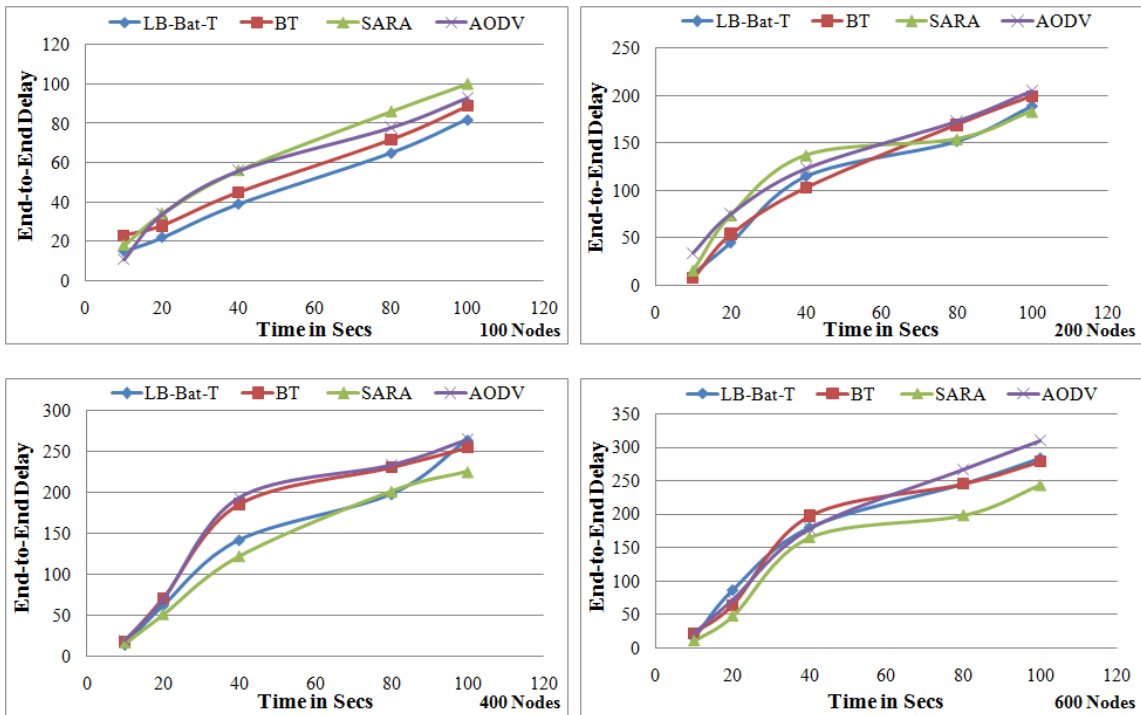 LB-Bat-T BT SARA AODV
120
100
80
60
40
20
0
End-to-End Delay
0 20 40 60 80 100 120
Time in Secs
100 Nodes
LB-Bat-T BT SARA AODV
250
200
150
100
50
0
End-to-End Delay
0 20 40 60 80 100 120
Time in Secs
200 Nodes
LB-Bat-T BT SARA AODV
300
250
200
150
100
50
0
End-to-End Delay
0 20 40 60 80 100 120
Time in Secs
400 Nodes
LB-Bat-T BT SARA AODV
350
300
250
200
150
100
50
0
End-to-End Delay
0 20 40 60 80 100 120
Time in Secs
600 Nodes